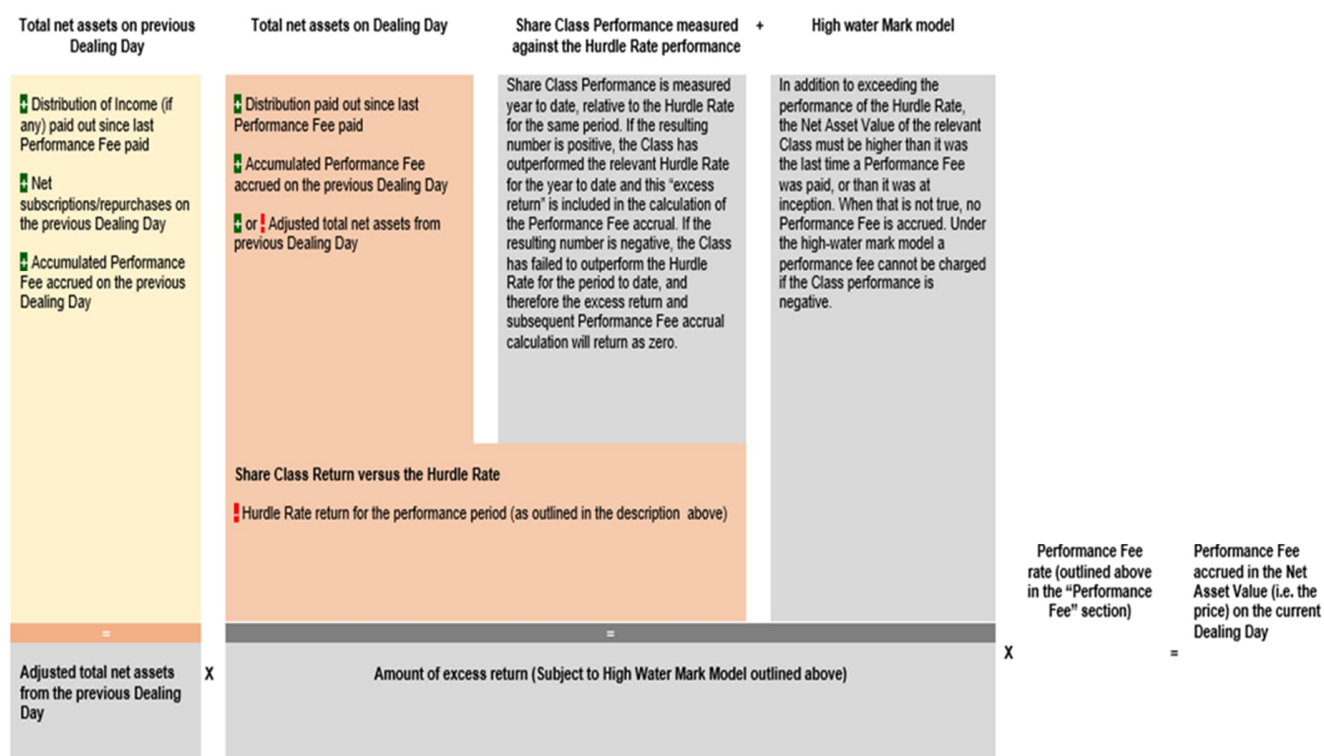 Total net assets on previous
Dealing Day
+ Distribution of Income (if
any) paid out since last
Performance Fee paid
+ Net
subscriptions/repurchases on
the previous Dealing Day
+ Accumulated Performance
Fee accrued on the previous
Dealing Day
=
Adjusted total net assets
from the previous Dealing
Day
X
Total net assets on Dealing Day
+ Distribution paid out since last
Performance Fee paid
+ Accumulated Performance Fee
accrued on the previous Dealing Day
+ or ! Adjusted total net assets from
previous Dealing Day
Share Class Performance measured
against the Hurdle Rate performance
Share Class Performance is measured
year to date, relative to the Hurdle Rate
for the same period. If the resulting
number is positive, the Class has
outperformed the relevant Hurdle Rate
for the year to date and this “excess
return” is included in the calculation of
the Performance Fee accrual. If the
resulting number is negative, the Class
has failed to outperform the Hurdle
Rate for the period to date, and
therefore the excess return and
subsequent Performance Fee accrual
calculation will return as zero.
+
High water Mark model
In addition to exceeding the
performance of the Hurdle Rate,
the Net Asset Value of the relevant
Class must be higher than it was
the last time a Performance Fee
was paid, or than it was at
inception. When that is not true, no
Performance Fee is accrued. Under
the high-water mark model a
performance fee cannot be charged
if the Class performance is
negative.
Share Class Return versus the Hurdle Rate
! Hurdle Rate return for the performance period (as outlined in the description above)
=
Amount of excess return (Subject to High Water Mark Model outlined above)
X
Performance Fee
rate (outlined above
in the “Performance
Fee” section)
=
Performance Fee
accrued in the Net
Asset Value (i.e. the
price) on the current
Dealing Day